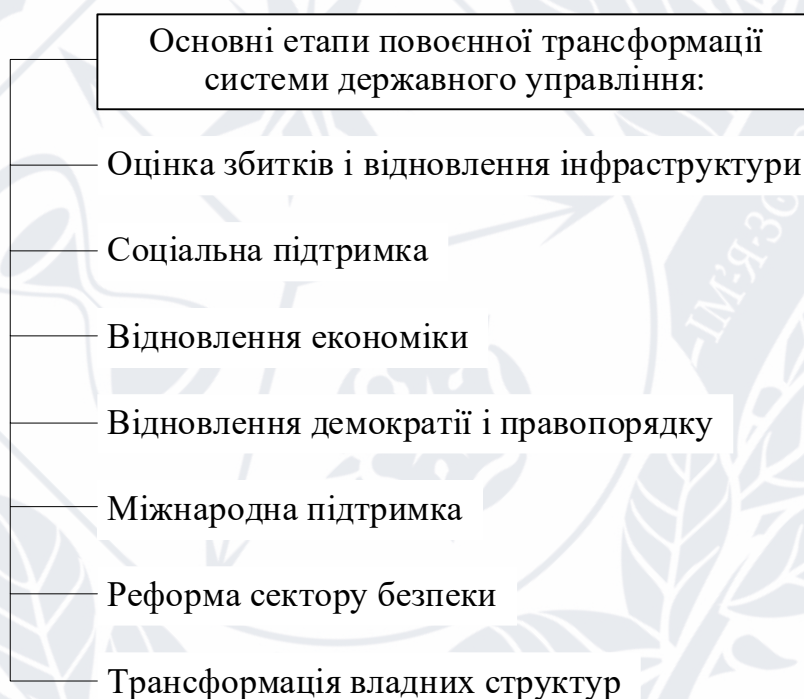 Основні етапи повоєнної трансформації
системи державного управління:
Оцінка збитків і відновлення інфраструктури
Соціальна підтримка
Відновлення економіки
Відновлення демократії і правопорядку
Міжнародна підтримка
Реформа сектору безпеки
Трансформація владних структур